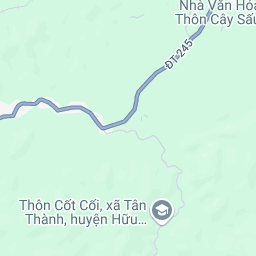 Nhà Văn Hóa
Thôn Cây Sấu
ĐT-245
Thôn Cốt Cối, xã Tân
Thành, huyện Hữu...